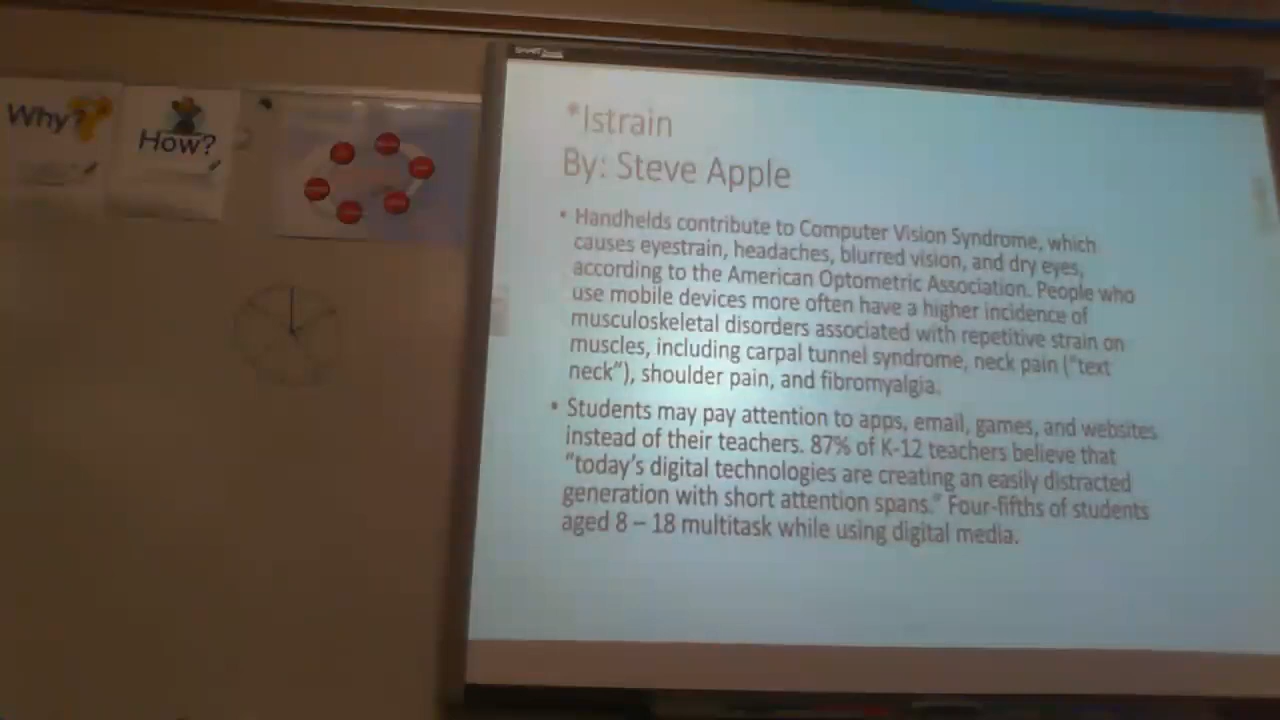 Why?
How?
*Istrain
By: Steve Apple
• Handhelds contribute to Computer Vision Syndrome, which
causes eyestrain, headaches, blurred vision, and dry eyes,
according to the American Optometric Association. People who
use mobile devices more often have a higher incidence of
musculoskeletal disorders associated with repetitive strain on
muscles, including carpal tunnel syndrome, neck pain ("text
neck"), shoulder pain, and fibromyalgia.
• Students may pay attention to apps, email, games, and websites
instead of their teachers. 87% of K-12 teachers believe that
"today's digital technologies are creating an easily distracted
generation with short attention spans." Four-fifths of students
aged 8 – 18 multitask while using digital media.